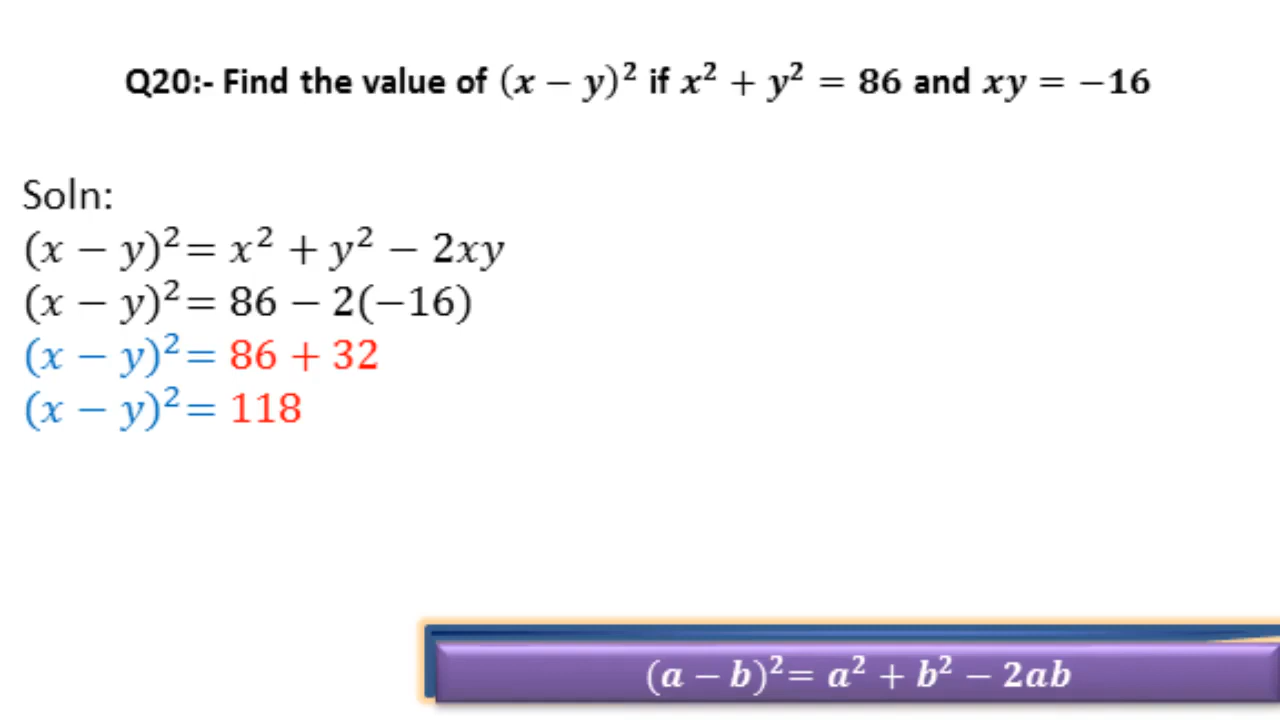 Q20:- Find the value of (x − y)² if x² + y² = 86 and xy = −16
Soln:
(x − y)²= x² + y² − 2xy
(x − y)²= 86 − 2(−16)
(x − y)²= 86 + 32
(x − y)²= 118
(a − b)²= a² + b² − 2ab